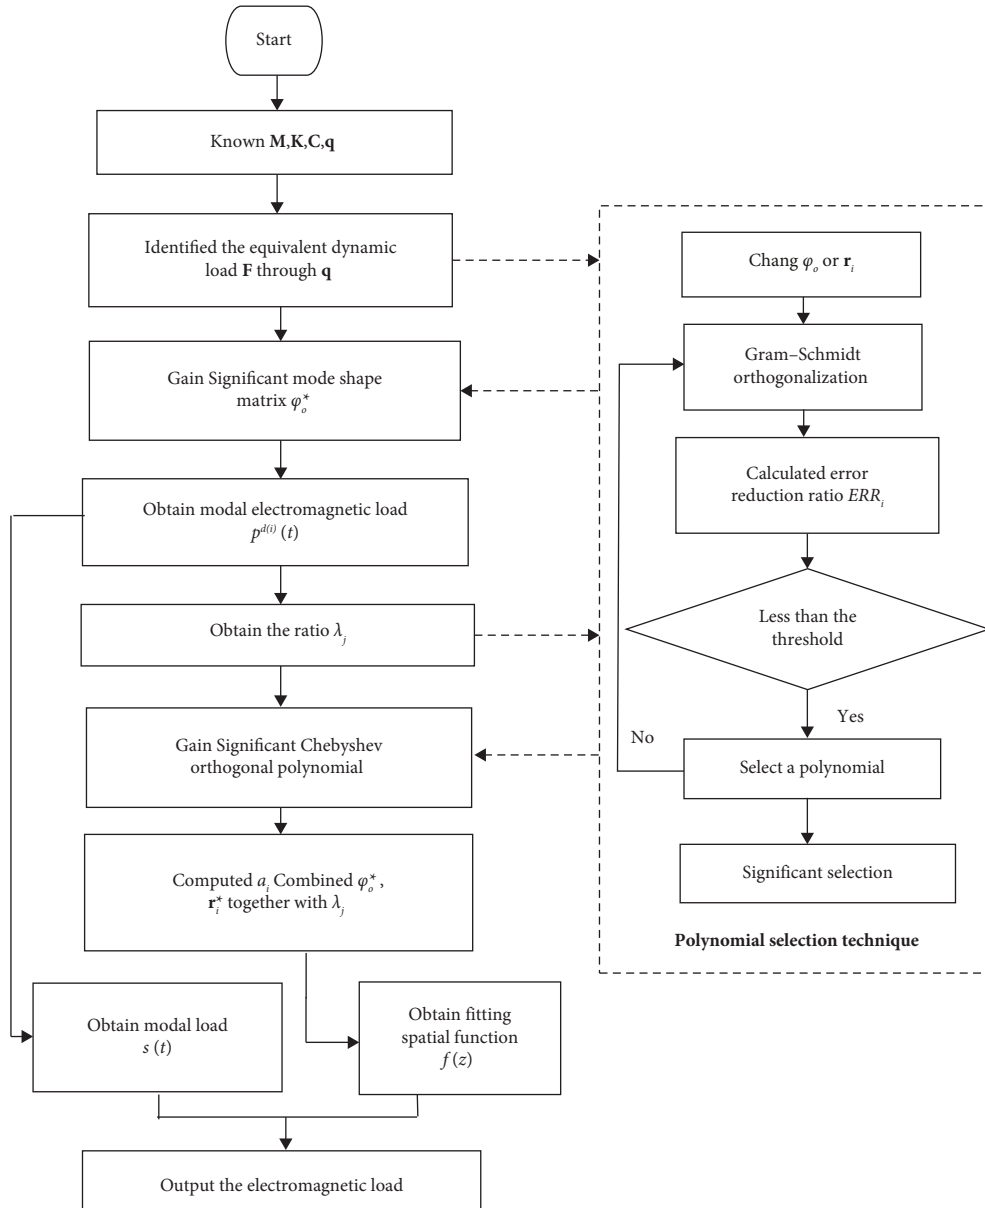 Start
Known M,K,C,q
Identified the equivalent dynamic
load F through q
Gain Significant mode shape
matrix φₒ*
Obtain modal electromagnetic load
p^{d(i)} (t)
Obtain the ratio λⱼ
Gain Significant Chebyshev
orthogonal polynomial
Computed aᵢ Combined φₒ* ,
rᵢ* together with λⱼ
Obtain modal load
s (t)
Obtain fitting
spatial function
f (z)
Output the electromagnetic load
Chang φₒ or rᵢ
Gram–Schmidt
orthogonalization
Calculated error
reduction ratio ERRᵢ
Less than the
threshold
Yes
No
Select a polynomial
Significant selection
Polynomial selection technique